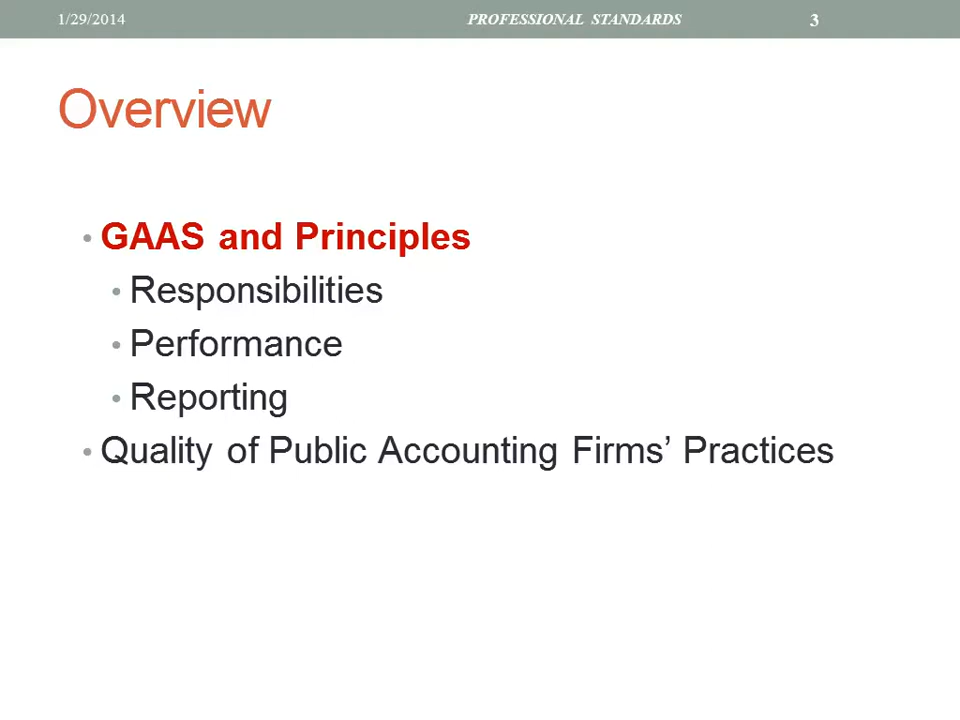 1/29/2014 PROFESSIONAL STANDARDS 3
Overview
• GAAS and Principles
• Responsibilities
• Performance
• Reporting
• Quality of Public Accounting Firms’ Practices